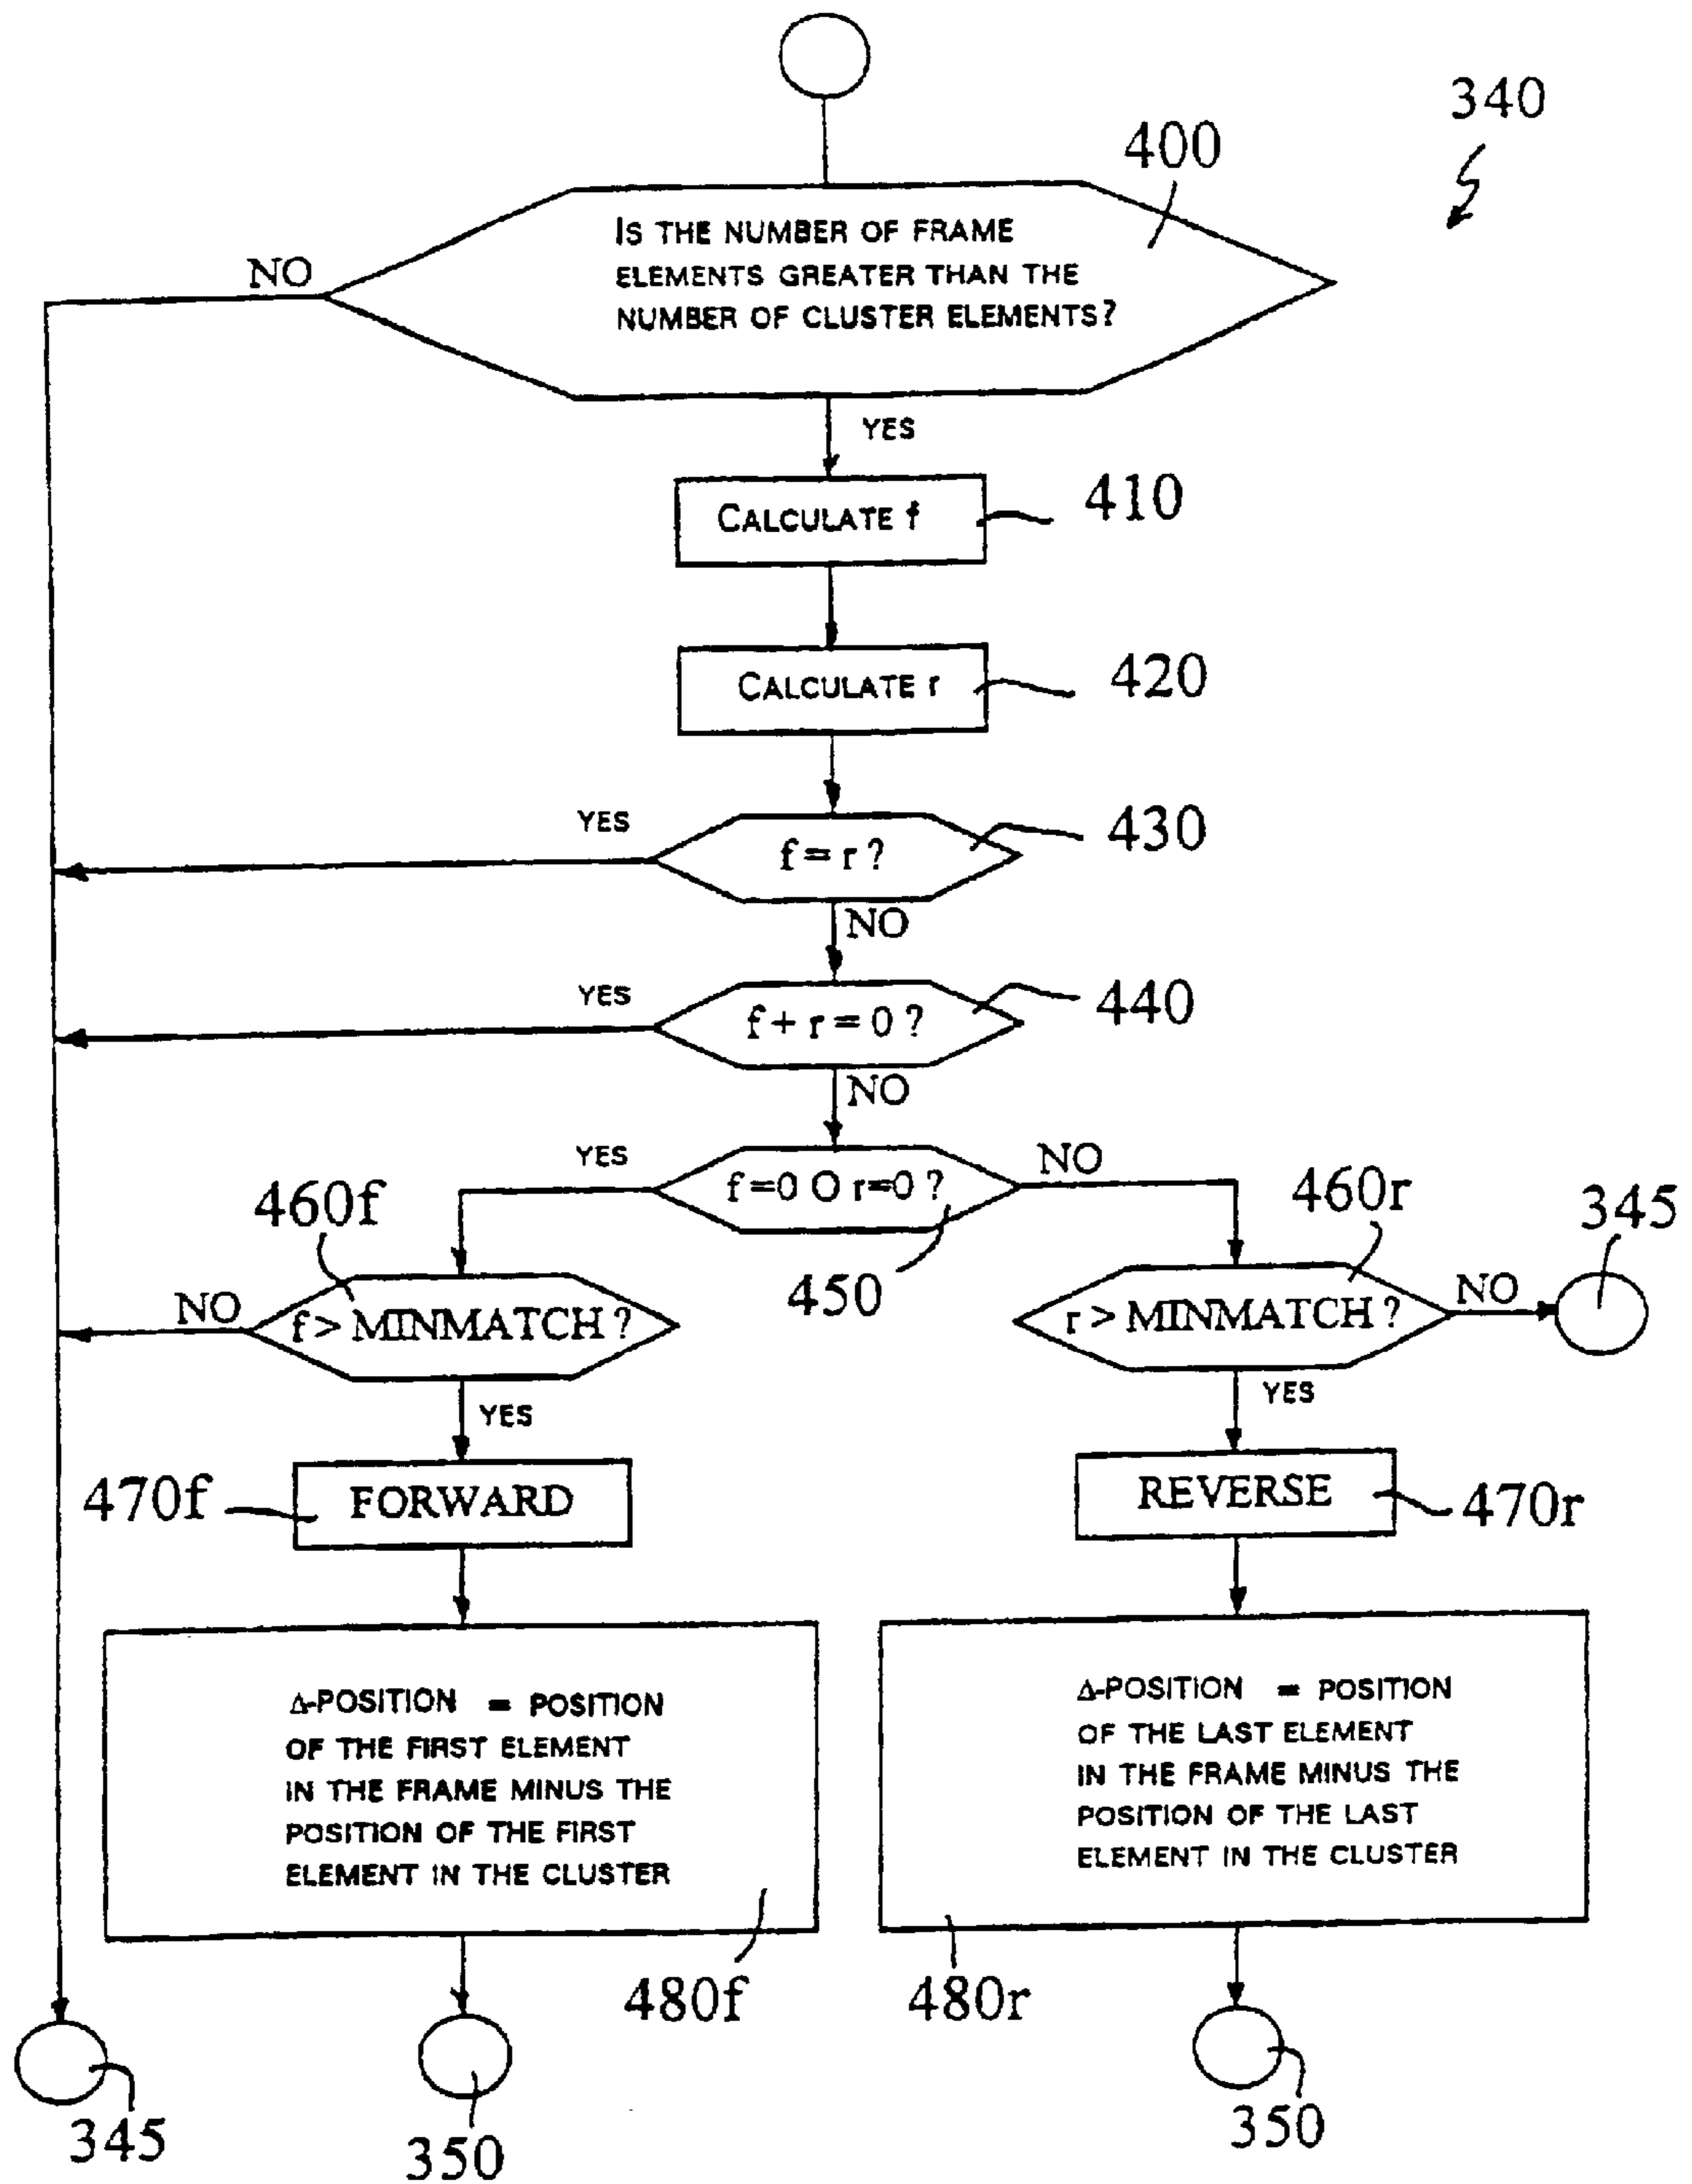 340
400
IS THE NUMBER OF FRAME
ELEMENTS GREATER THAN THE
NUMBER OF CLUSTER ELEMENTS?
NO
YES
CALCULATE f
410
CALCULATE r
420
YES
f = r ?
430
NO
YES
f + r = 0 ?
440
NO
YES
f =0 O r=0 ?
NO
450
460f
460r
345
NO
f > MINMATCH ?
r > MINMATCH ?
NO
YES
YES
470f
FORWARD
REVERSE
470r
Δ-POSITION = POSITION
OF THE FIRST ELEMENT
IN THE FRAME MINUS THE
POSITION OF THE FIRST
ELEMENT IN THE CLUSTER
Δ-POSITION = POSITION
OF THE LAST ELEMENT
IN THE FRAME MINUS THE
POSITION OF THE LAST
ELEMENT IN THE CLUSTER
480f
480r
345
350
350